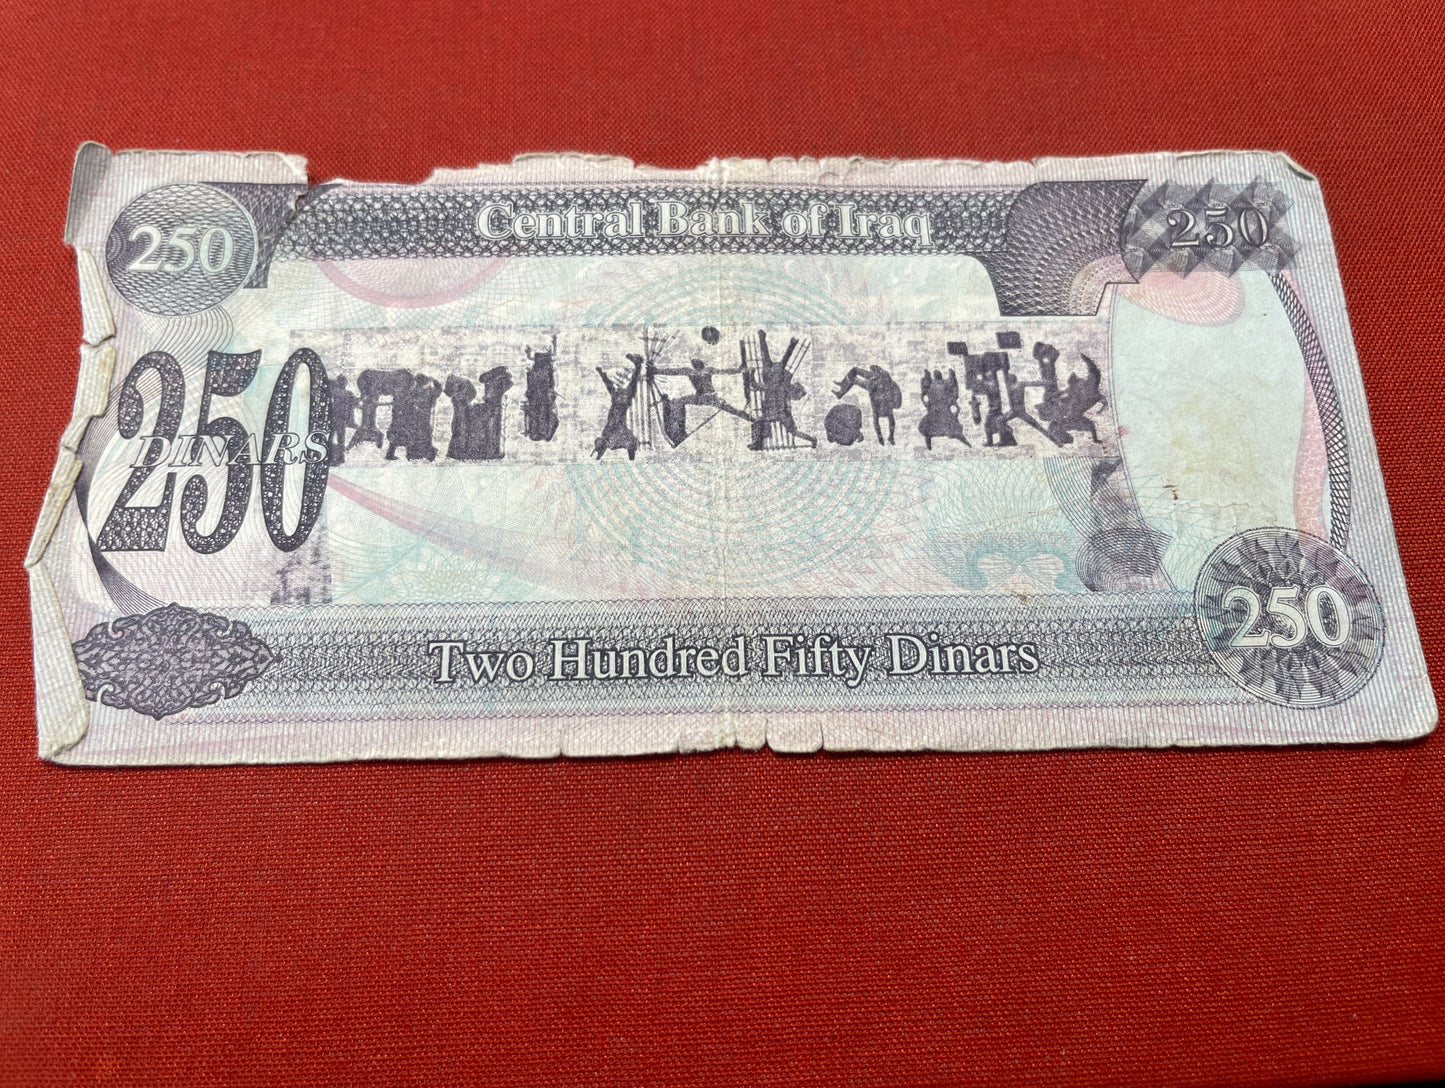 Central Bank of Iraq
250
250
250
DINARS
Two Hundred Fifty Dinars
250